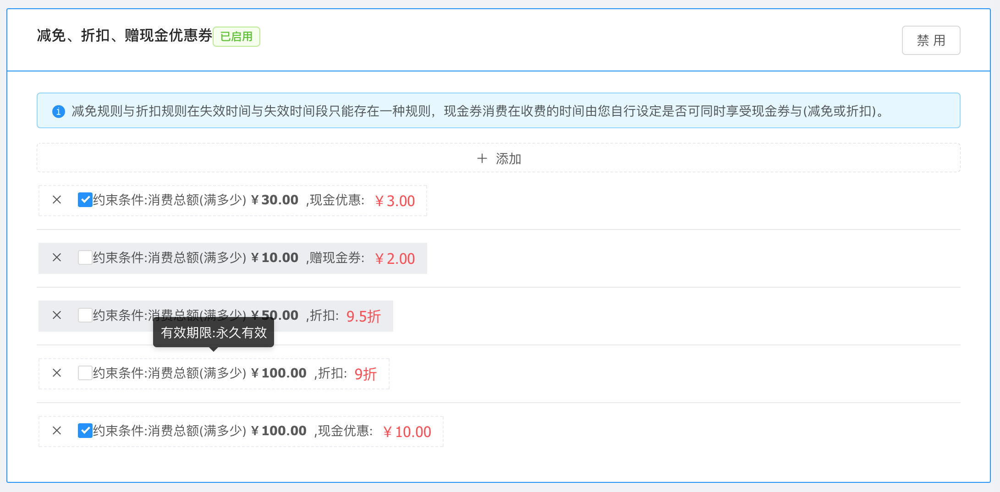 减免、折扣、赠现金优惠券 已启用
禁 用
减免规则与折扣规则在失效时间与失效时间段只能存在一种规则，现金券消费在收费的时间由您自行设定是否可同时享受现金券与(减免或折扣)。
添加
约束条件:消费总额(满多少)￥30.00 ,现金优惠: ￥3.00
约束条件:消费总额(满多少)￥10.00 ,赠现金券: ￥2.00
约束条件:消费总额(满多少)￥50.00 ,折扣: 9.5折
有效期限:永久有效
约束条件:消费总额(满多少)￥100.00 ,折扣: 9折
约束条件:消费总额(满多少)￥100.00 ,现金优惠: ￥10.00